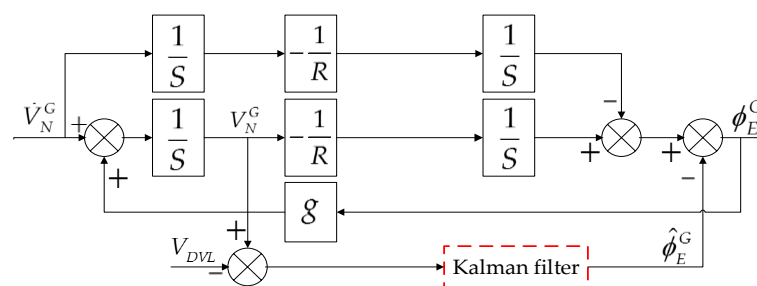 1/S -1/R 1/S
V̇_N^G + 1/S V_N^G -1/R 1/S + - + ϕ_E^G
+ g -
V_DVL + - Kalman filter ϕ̂_E^G